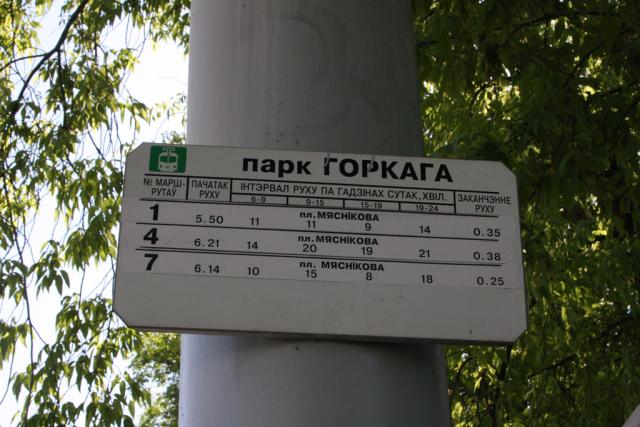 парк ГОРКАГА
№ МАРШ- ПАЧАТАК ІНТЭРВАЛ РУХУ ПА ГАДЗІНАХ СУТАК, ХВІЛ. ЗАКАНЧЭННЕ
РУТАЎ РУХУ 6-9 9-15 15-19 19-24 РУХУ
пл. МЯСНІКОВА
1 5.50 11 11 9 14 0.35
пл. МЯСНІКОВА
4 6.21 14 20 19 21 0.38
пл. МЯСНІКОВА
7 6.14 10 15 8 18 0.25